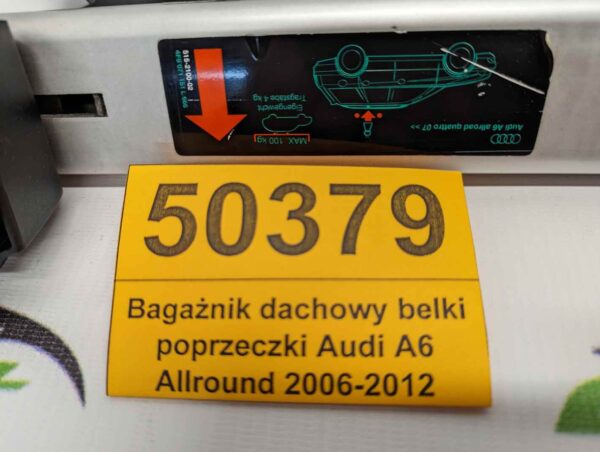 Audi A6 allroad quattro 07 >>
MAX. 100 kg
Eigengewicht
Tragstäbe 4 kg
50379
Bagażnik dachowy belki
poprzeczki Audi A6
Allround 2006-2012